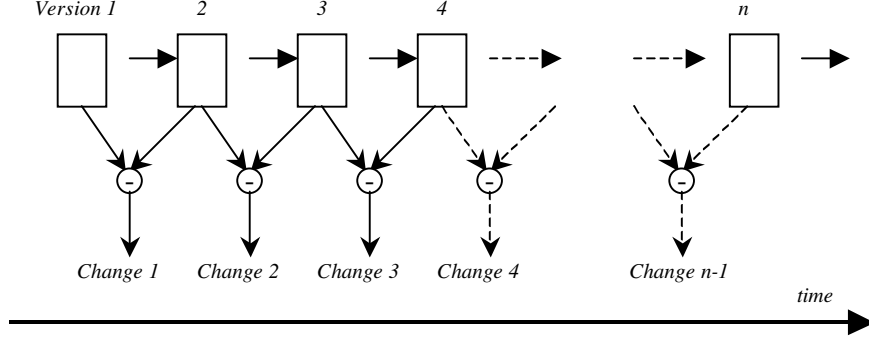 Version 1 2 3 4 n
- - - - -
Change 1 Change 2 Change 3 Change 4 Change n-1
time